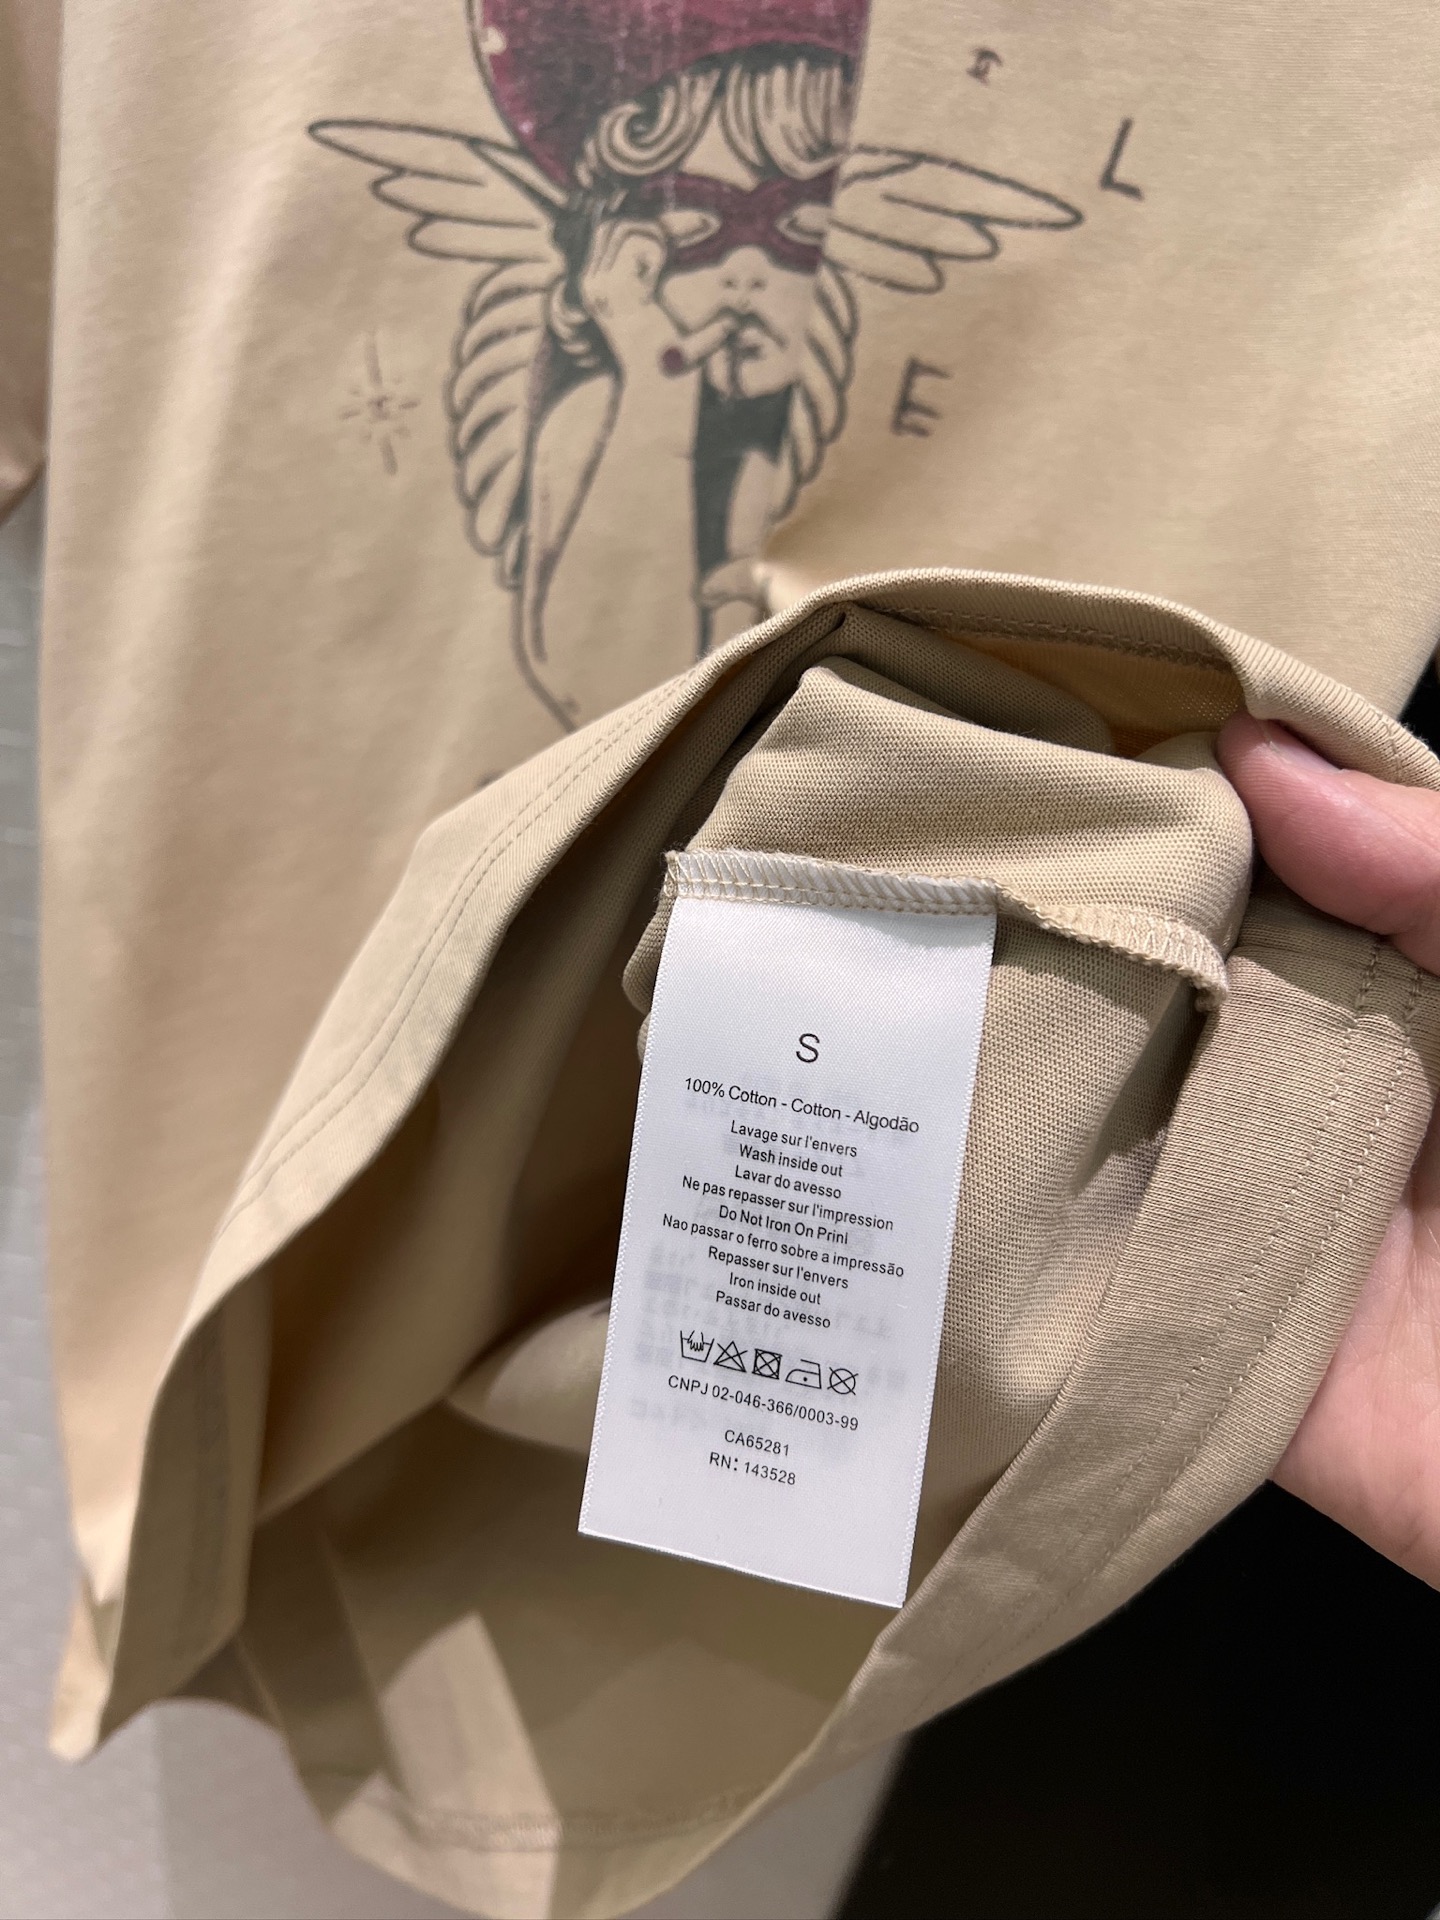 I
L
E
S
100% Cotton - Cotton - Algodão
Lavage sur l'envers
Wash inside out
Lavar do avesso
Ne pas repasser sur l'impression
Do Not Iron On Prini
Nao passar o ferro sobre a impressão
Repasser sur l'envers
Iron inside out
Passar do avesso
CNPJ 02-046-366/0003-99
CA65281
RN: 143528